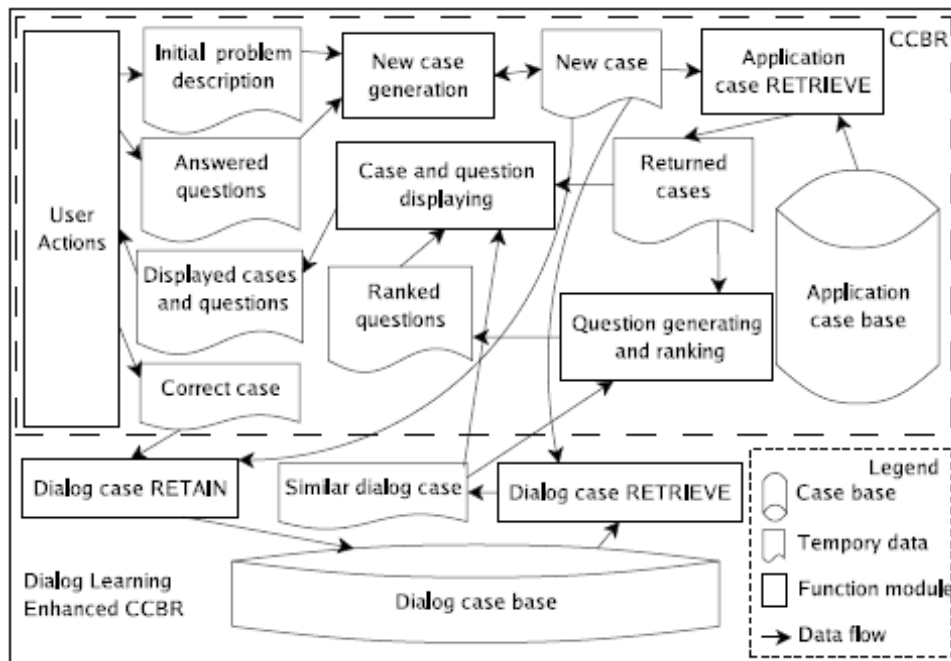 CCBR
Initial problem
description
New case
generation
New case
Application
case RETRIEVE
Answered
questions
Case and question
displaying
Returned
cases
User
Actions
Displayed cases
and questions
Ranked
questions
Question generating
and ranking
Application
case base
Correct case
Dialog case RETAIN
Similar dialog case
Dialog case RETRIEVE
Legend
Case base
Tempory data
Function module
Data flow
Dialog Learning
Enhanced CCBR
Dialog case base